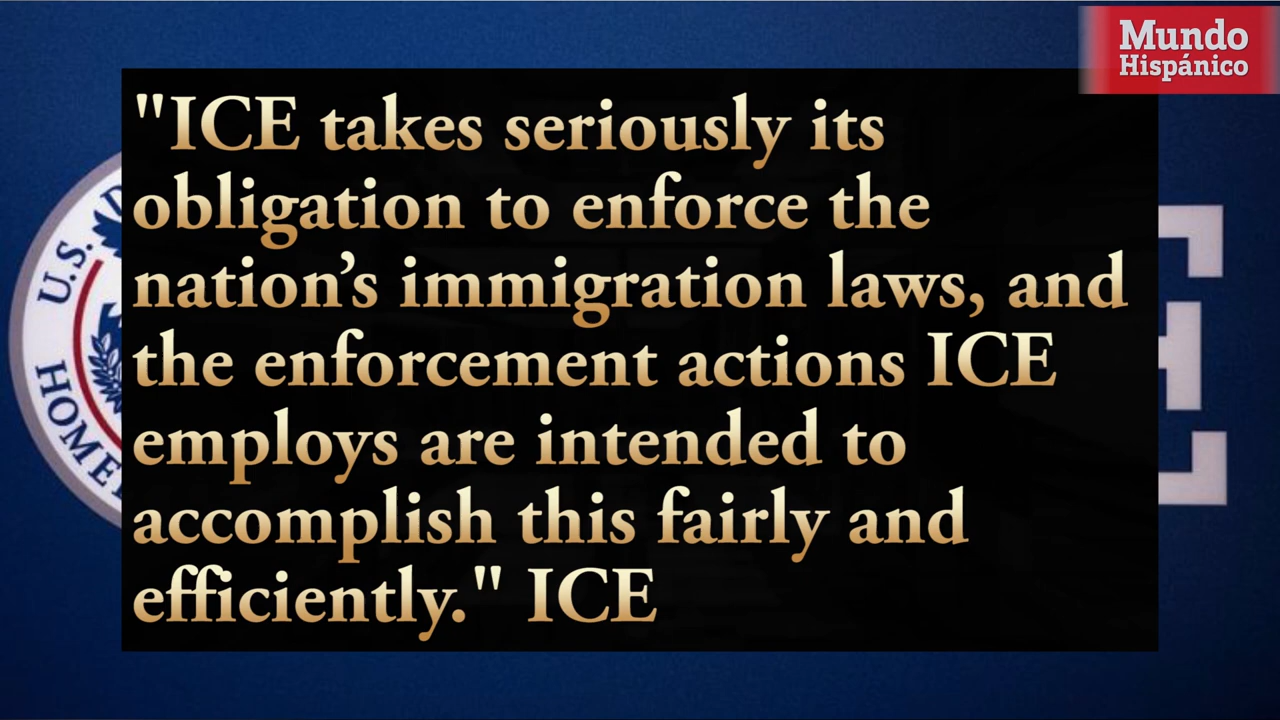 Mundo
Hispánico
"ICE takes seriously its
obligation to enforce the
nation’s immigration laws, and
the enforcement actions ICE
employs are intended to
accomplish this fairly and
efficiently." ICE
U.S.
HOME
E